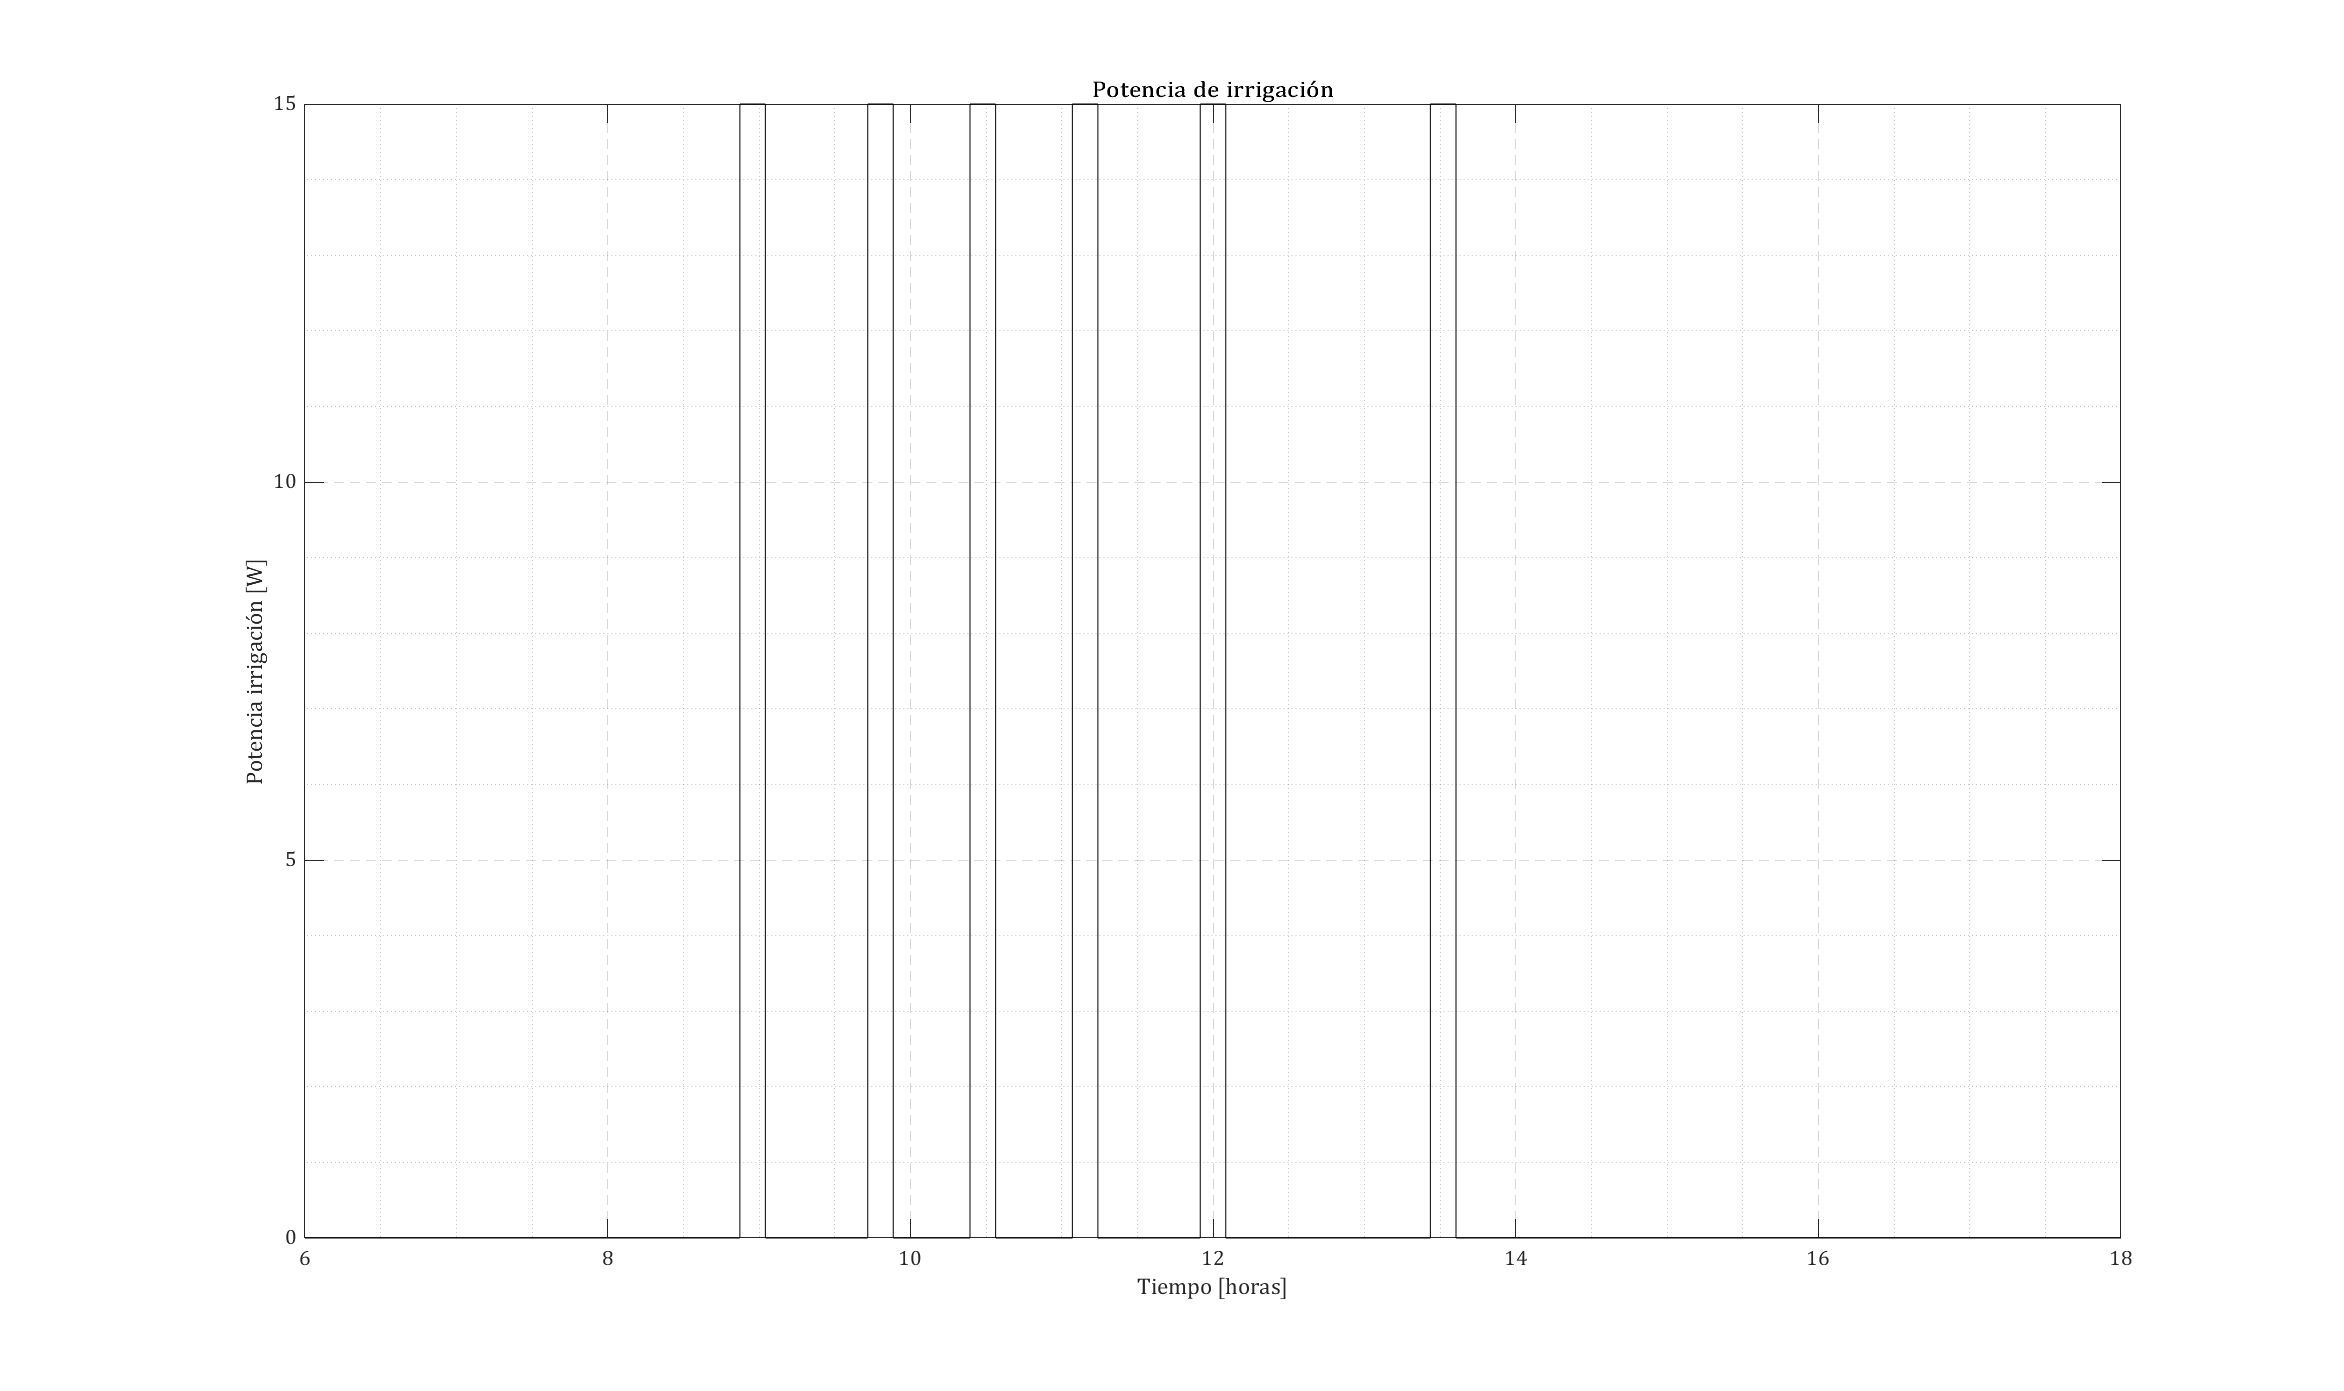 Potencia de irrigación
15
10
5
0
Potencia irrigación [W]
6 8 10 12 14 16 18
Tiempo [horas]